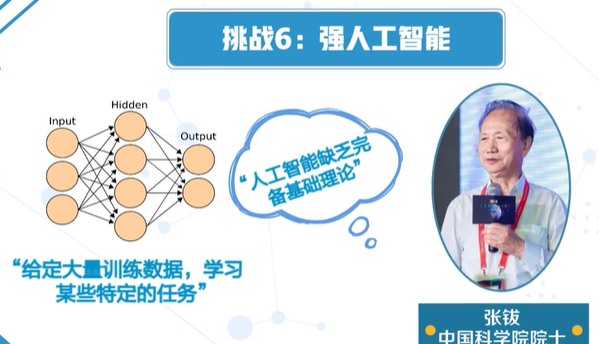 挑战6：强人工智能
Input
Hidden
Output
“人工智能缺乏完
备基础理论”
“给定大量训练数据，学习
某些特定的任务”
张钹
中国科学院院士